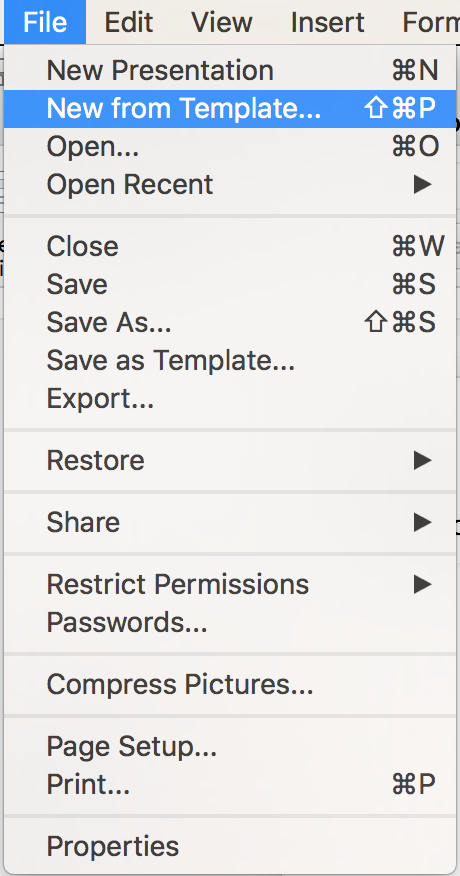 File Edit View Insert Form
New Presentation ⌘N
New from Template... ⇧⌘P
Open... ⌘O
Open Recent ▶
Close ⌘W
Save ⌘S
Save As... ⇧⌘S
Save as Template...
Export...
Restore ▶
Share ▶
Restrict Permissions ▶
Passwords...
Compress Pictures...
Page Setup...
Print... ⌘P
Properties